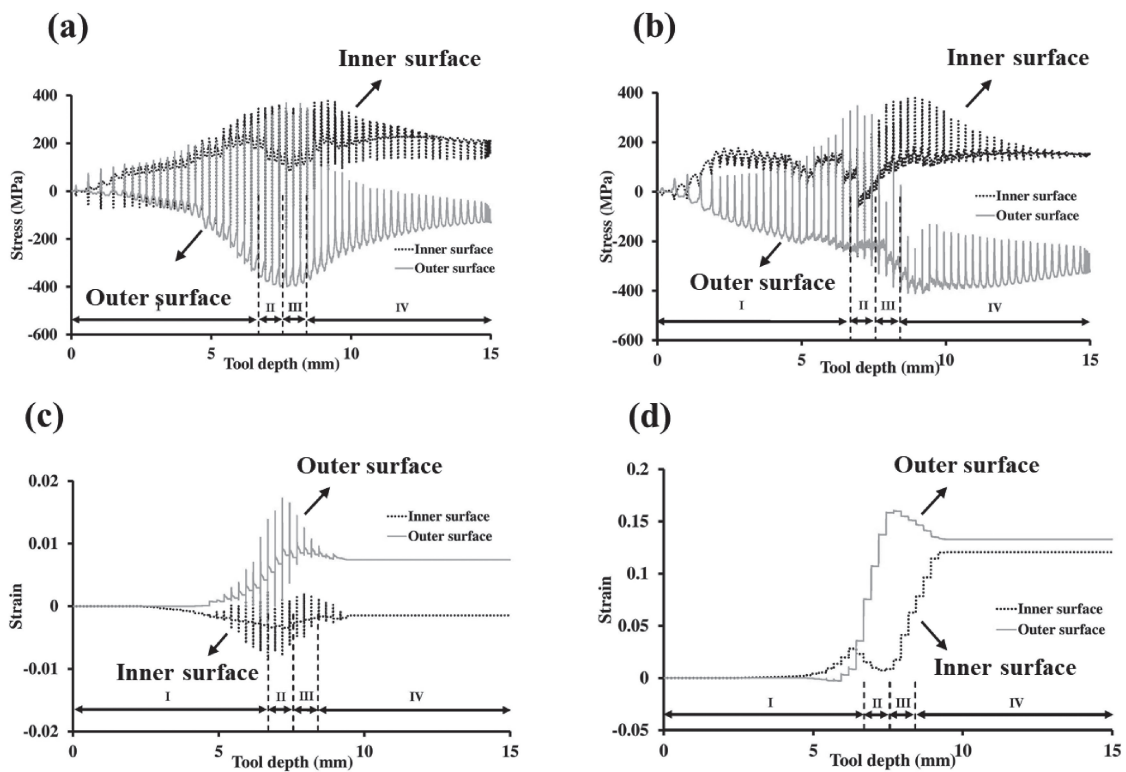 (a)
Inner surface
400
200
0
-200
-400
-600
Stress (MPa)
Inner surface
Outer surface
Outer surface
I
II
III
IV
0
5
10
15
Tool depth (mm)
(b)
Inner surface
400
200
0
-200
-400
-600
Stress (MPa)
Inner surface
Outer surface
Outer surface
I
II
III
IV
0
5
10
15
Tool depth (mm)
(c)
Outer surface
0.02
0.01
0
-0.01
-0.02
Strain
Inner surface
Outer surface
Inner surface
I
II
III
IV
0
5
10
15
Tool depth (mm)
(d)
Outer surface
0.2
0.15
0.1
0.05
0
-0.05
Strain
Inner surface
Outer surface
Inner surface
I
II
III
IV
0
5
10
15
Tool depth (mm)